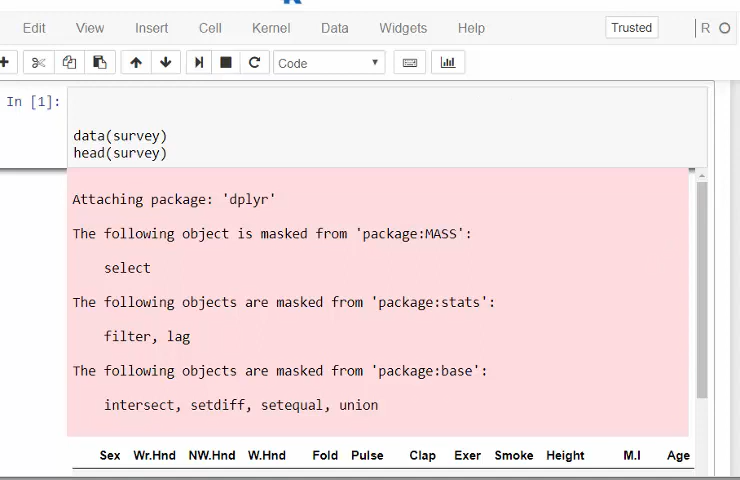 Edit View Insert Cell Kernel Data Widgets Help Trusted R
Code
In [1]:
data(survey)
head(survey)
Attaching package: 'dplyr'
The following object is masked from 'package:MASS':
select
The following objects are masked from 'package:stats':
filter, lag
The following objects are masked from 'package:base':
intersect, setdiff, setequal, union
Sex Wr.Hnd NW.Hnd W.Hnd Fold Pulse Clap Exer Smoke Height M.I Age